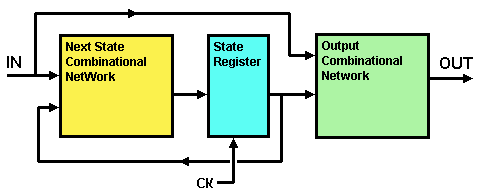 Next State
Combinational
NetWork
State
Register
Output
Combinational
Network
IN
OUT
CK